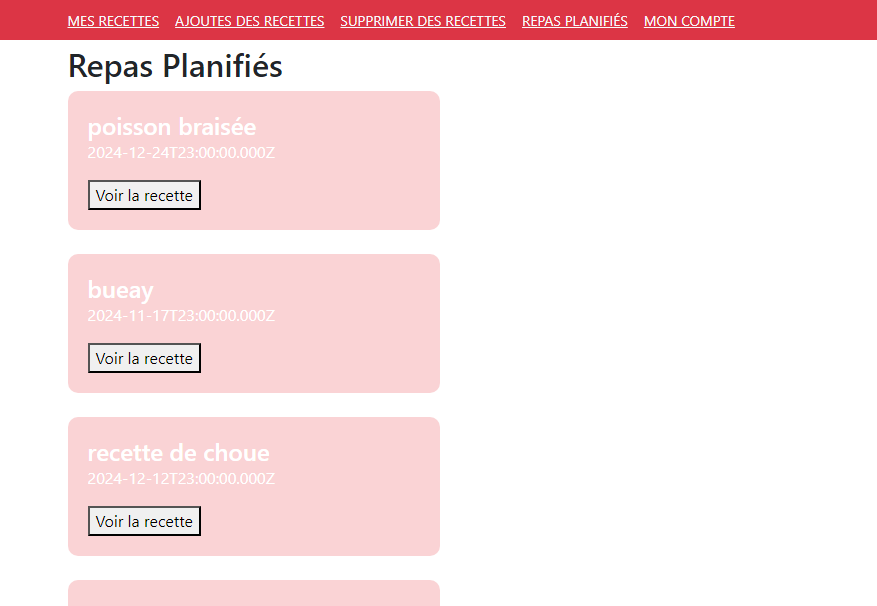 MES RECETTES AJOUTES DES RECETTES SUPPRIMER DES RECETTES REPAS PLANIFIÉS MON COMPTE
Repas Planifiés
poisson braisée
2024-12-24T23:00:00.000Z
Voir la recette
bueay
2024-11-17T23:00:00.000Z
Voir la recette
recette de choue
2024-12-12T23:00:00.000Z
Voir la recette